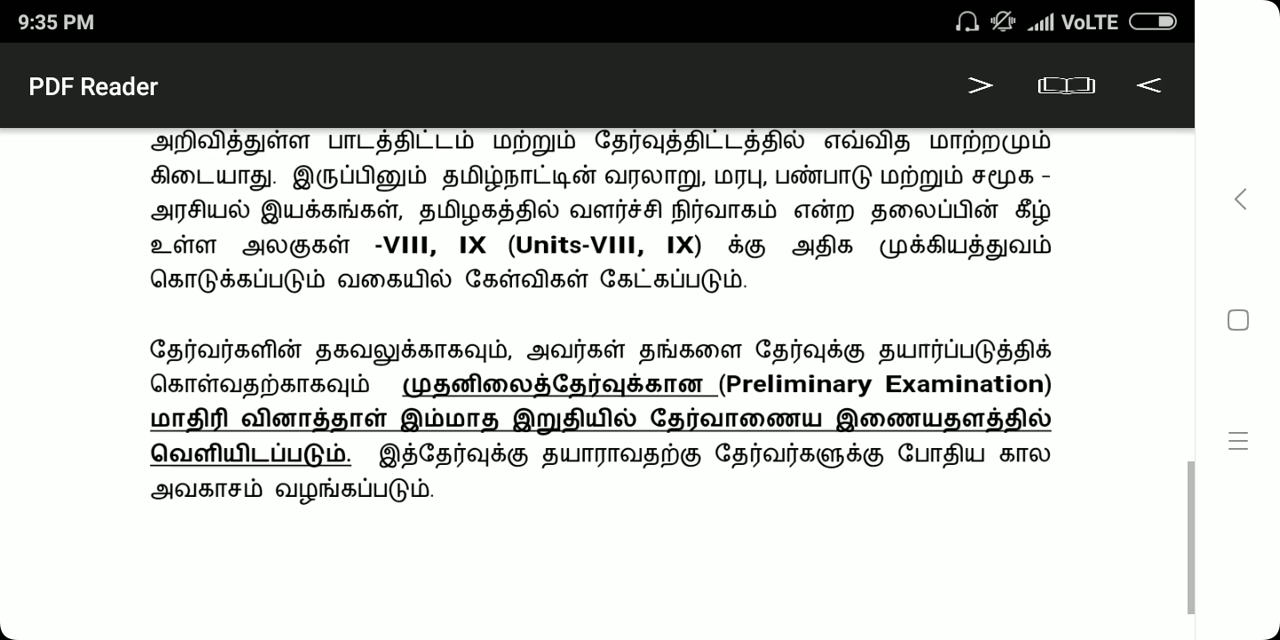 9:35 PM
VoLTE
PDF Reader
அறிவித்துள்ள பாடத்திட்டம் மற்றும் தேர்வுத்திட்டத்தில் எவ்வித மாற்றமும்
கிடையாது. இருப்பினும் தமிழ்நாட்டின் வரலாறு, மரபு, பண்பாடு மற்றும் சமூக -
அரசியல் இயக்கங்கள், தமிழகத்தில் வளர்ச்சி நிர்வாகம் என்ற தலைப்பின் கீழ்
உள்ள அலகுகள் -VIII, IX (Units-VIII, IX) க்கு அதிக முக்கியத்துவம்
கொடுக்கப்படும் வகையில் கேள்விகள் கேட்கப்படும்.
தேர்வர்களின் தகவலுக்காகவும், அவர்கள் தங்களை தேர்வுக்கு தயார்ப்படுத்திக்
கொள்வதற்காகவும் முதனிலைத்தேர்வுக்கான (Preliminary Examination)
மாதிரி வினாத்தாள் இம்மாத இறுதியில் தேர்வாணைய இணையதளத்தில்
வெளியிடப்படும். இத்தேர்வுக்கு தயாராவதற்கு தேர்வர்களுக்கு போதிய கால
அவகாசம் வழங்கப்படும்.